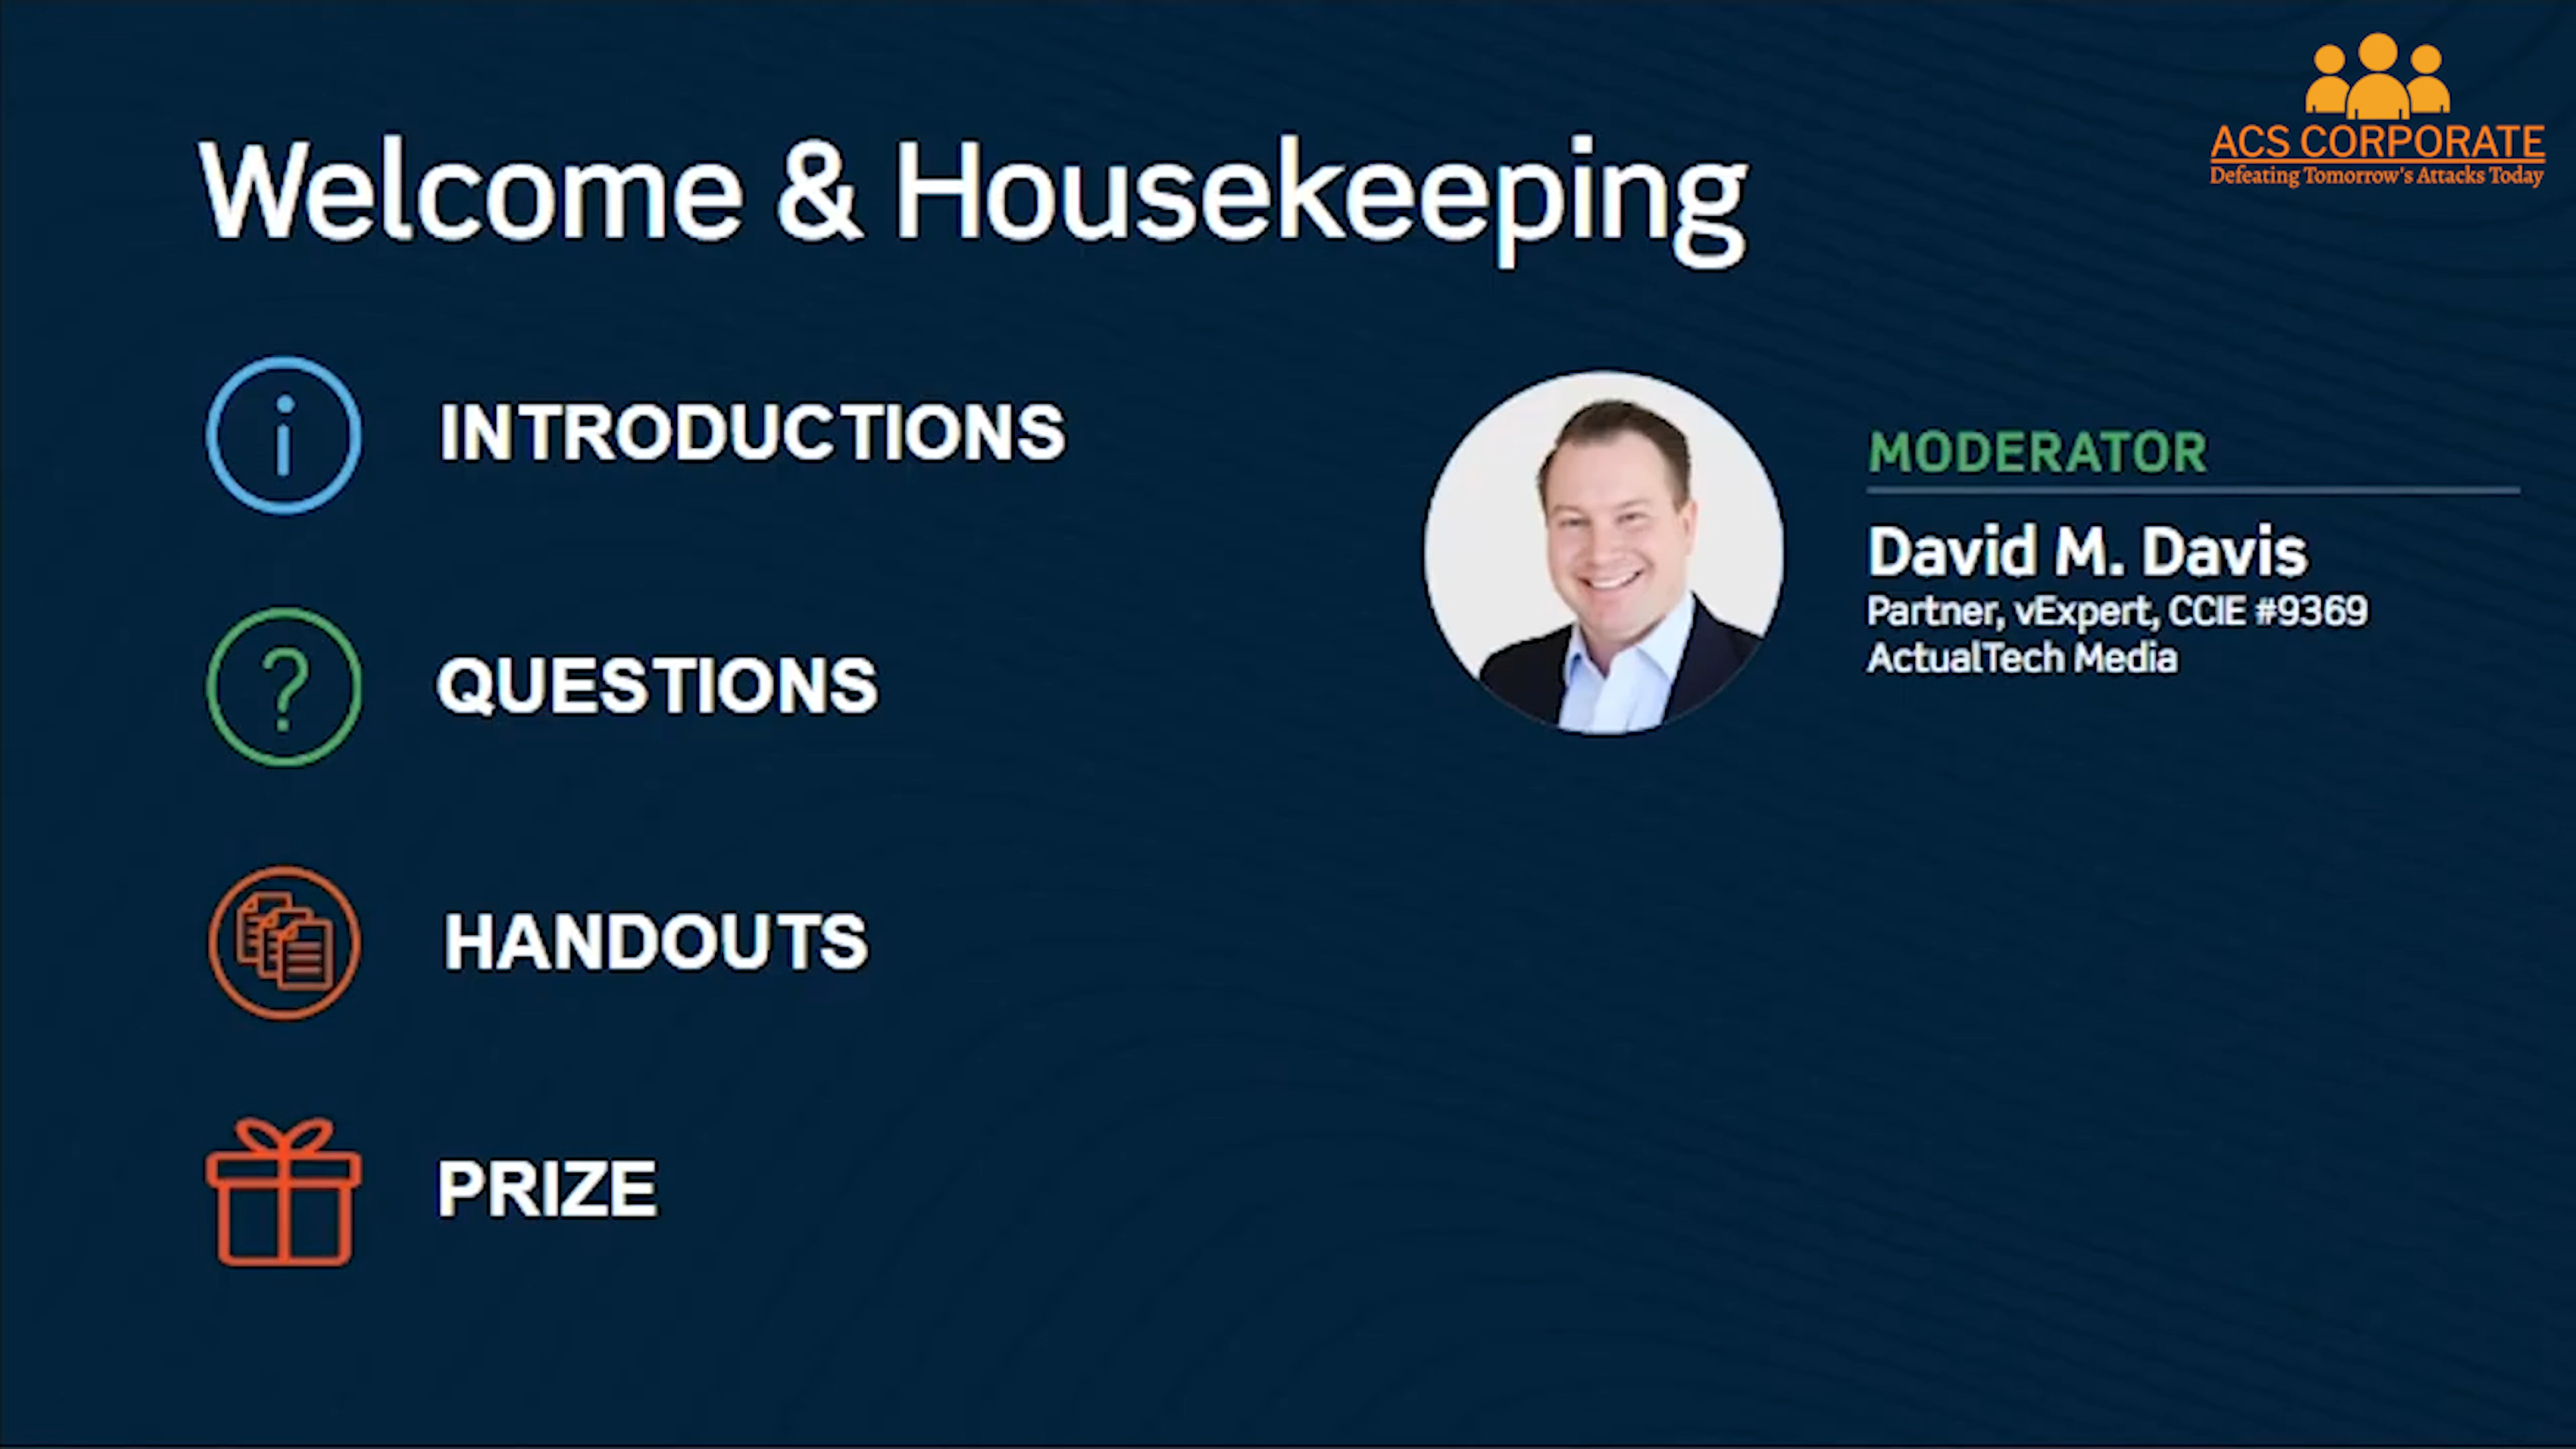 ACS CORPORATE
Defeating Tomorrow's Attacks Today
Welcome & Housekeeping
INTRODUCTIONS
QUESTIONS
HANDOUTS
PRIZE
MODERATOR
David M. Davis
Partner, vExpert, CCIE #9369
ActualTech Media